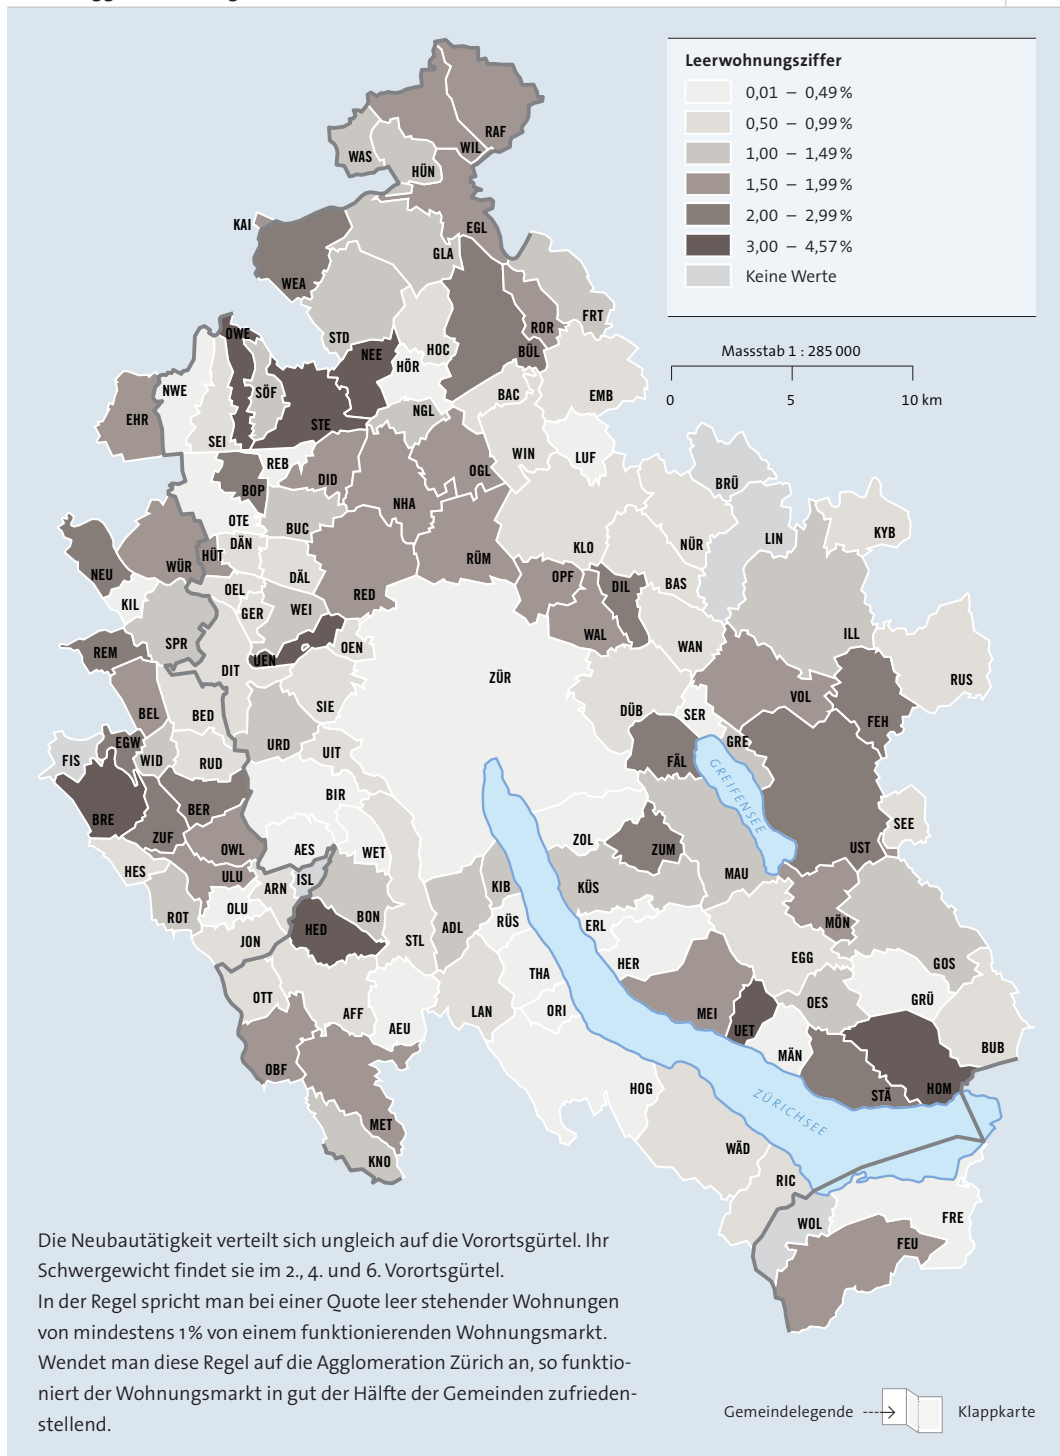 Leerwohnungsziffer
0,01 – 0,49 %
0,50 – 0,99 %
1,00 – 1,49 %
1,50 – 1,99 %
2,00 – 2,99 %
3,00 – 4,57 %
Keine Werte
Massstab 1 : 285 000
0 5 10 km
RAF
WIL
WAS
HÜN
KAI
EGL
GLA
WEA
FRT
ROR
STD
OWE
NEE
HOC
BÜL
HÖR
NWE
SÖF
BAC
EMB
EHR
NGL
STE
SEI
WIN
LUF
REB
OGL
DID
BRÜ
BOP
NHA
OTE
BUC
KYB
LIN
DÄN
NÜR
KLO
HÜT
RÜM
WÜR
NEU
DÄL
OPF
BAS
DIL
OEL
RED
KIL
GER
WEI
WAL
ILL
SPR
OEN
WAN
REM
UEN
DIT
ZÜR
RUS
VOL
SIE
DÜB
BEL
BED
SER
FEH
EGW
URD
GRE
UIT
FIS
WID
RUD
FÄL
GREIFENSEE
BIR
BER
BRE
SEE
ZUF
ZOL
OWL
AES
WET
ZUM
UST
HES
ULU
ISL
MAU
ARN
KIB
KÜS
OLU
ROT
BON
RÜS
MÖN
HED
ADL
ERL
JON
STL
EGG
HER
GOS
THA
OTT
GRÜ
OES
LAN
ORI
AFF
MEI
AEU
UET
BUB
MÄN
OBF
HOG
HOM
STÄ
ZÜRICHSEE
MET
WÄD
KNO
RIC
WOL
FRE
FEU
Die Neubautätigkeit verteilt sich ungleich auf die Vorortsgürtel. Ihr
Schwergewicht findet sie im 2., 4. und 6. Vorortsgürtel.
In der Regel spricht man bei einer Quote leer stehender Wohnungen
von mindestens 1 % von einem funktionierenden Wohnungsmarkt.
Wendet man diese Regel auf die Agglomeration Zürich an, so funktio-
niert der Wohnungsmarkt in gut der Hälfte der Gemeinden zufrieden-
stellend.
Gemeindelegende
Klappkarte